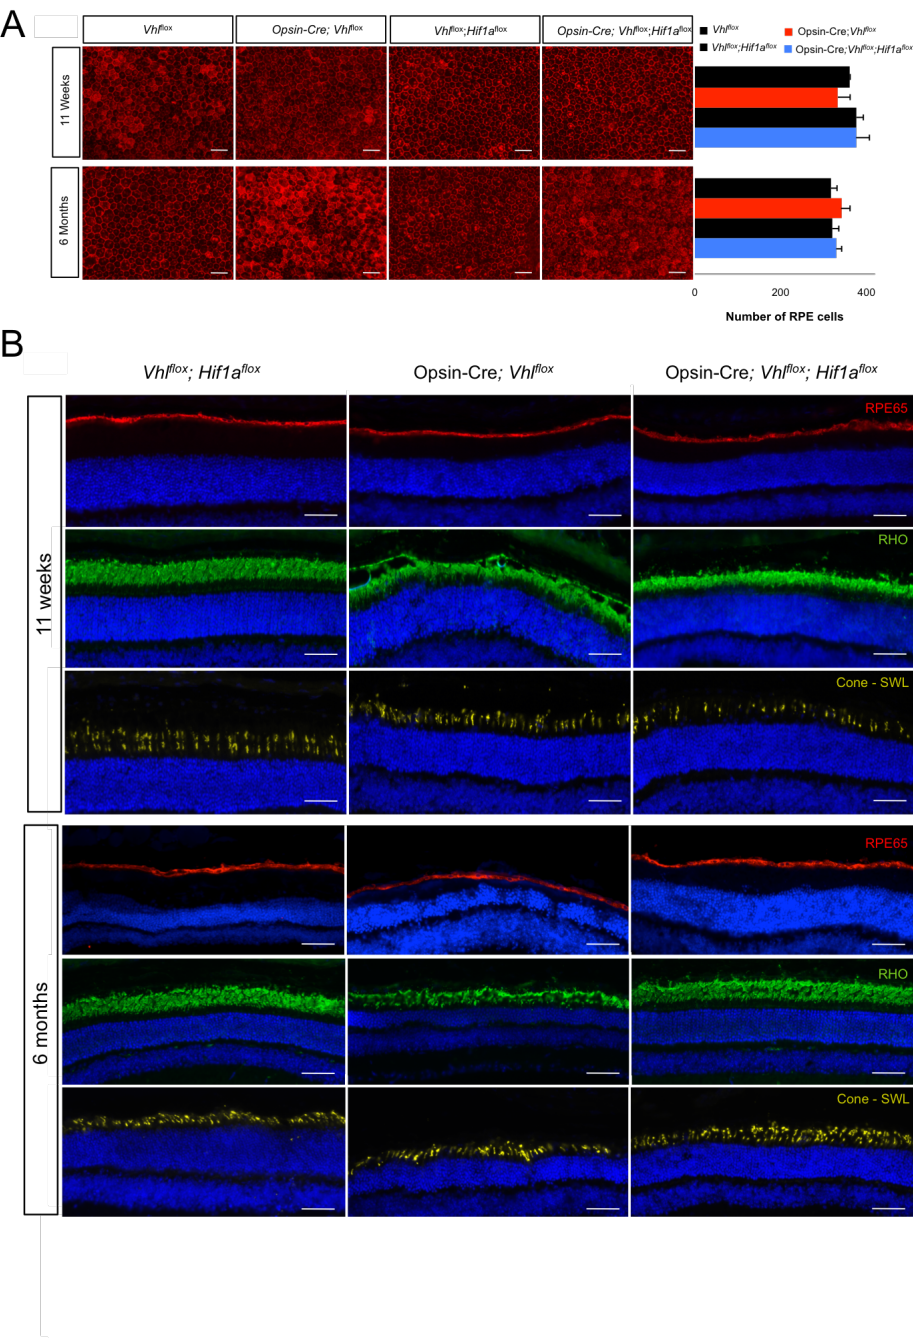 A
Vhlflox
Opsin-Cre; Vhlflox
Vhlflox;Hif1aflox
Opsin-Cre; Vhlflox;Hif1aflox
Vhlflox
Opsin-Cre;Vhlflox
Vhlflox;Hif1aflox
Opsin-Cre;Vhlflox;Hif1aflox
11 Weeks
6 Months
0
200
400
Number of RPE cells
B
Vhlflox; Hif1aflox
Opsin-Cre; Vhlflox
Opsin-Cre; Vhlflox; Hif1aflox
11 weeks
RPE65
RHO
Cone - SWL
6 months
RPE65
RHO
Cone - SWL